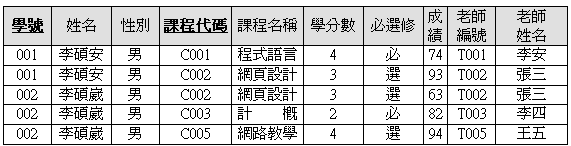 學號 姓名 性別 課程代碼 課程名稱 學分數 必選修 成績 老師編號 老師姓名
001 李碩安 男 C001 程式語言 4 必 74 T001 李安
001 李碩安 男 C002 網頁設計 3 選 93 T002 張三
002 李碩崴 男 C002 網頁設計 3 選 63 T002 張三
002 李碩崴 男 C003 計 概 2 必 82 T003 李四
002 李碩崴 男 C005 網路教學 4 選 94 T005 王五